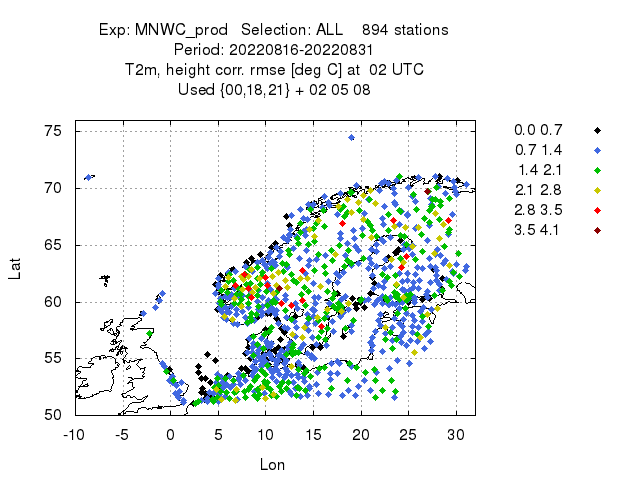 Exp: MNWC_prod   Selection: ALL    894 stations
Period: 20220816-20220831
T2m, height corr. rmse [deg C] at  02 UTC
Used {00,18,21} + 02 05 08
0.0 0.7
0.7 1.4
1.4 2.1
2.1 2.8
2.8 3.5
3.5 4.1
Lat
75
70
65
60
55
50
-10 -5 0 5 10 15 20 25 30
Lon